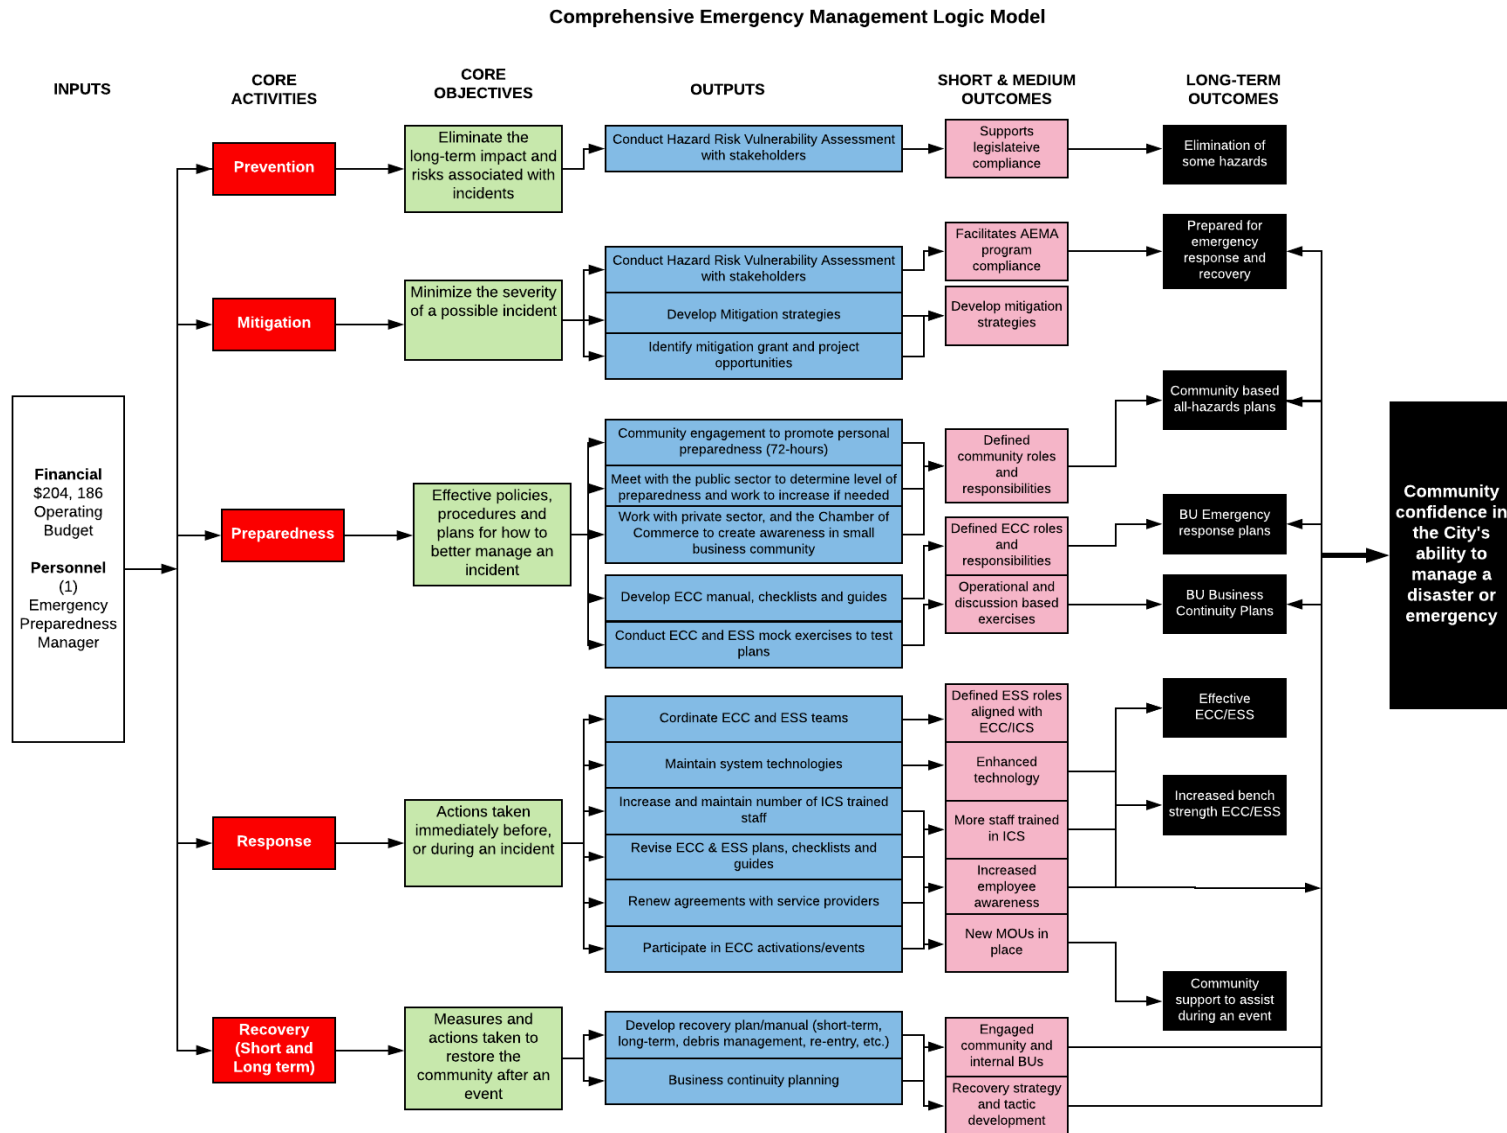 Comprehensive Emergency Management Logic Model
INPUTS
CORE
ACTIVITIES
CORE
OBJECTIVES
OUTPUTS
SHORT & MEDIUM
OUTCOMES
LONG-TERM
OUTCOMES
Financial
$204, 186
Operating
Budget
Personnel
(1)
Emergency
Preparedness
Manager
Prevention
Eliminate the
long-term impact and
risks associated with
incidents
Conduct Hazard Risk Vulnerability Assessment
with stakeholders
Supports
legislateive
compliance
Elimination of
some hazards
Mitigation
Minimize the severity
of a possible incident
Conduct Hazard Risk Vulnerability Assessment
with stakeholders
Develop Mitigation strategies
Identify mitigation grant and project
opportunities
Facilitates AEMA
program
compliance
Develop mitigation
strategies
Prepared for
emergency
response and
recovery
Preparedness
Effective policies,
procedures and
plans for how to
better manage an
incident
Community engagement to promote personal
preparedness (72-hours)
Meet with the public sector to determine level of
preparedness and work to increase if needed
Work with private sector, and the Chamber of
Commerce to create awareness in small
business community
Develop ECC manual, checklists and guides
Conduct ECC and ESS mock exercises to test
plans
Defined
community roles
and
responsibilities
Defined ECC roles
and
responsibilities
Operational and
discussion based
exercises
Community based
all-hazards plans
BU Emergency
response plans
BU Business
Continuity Plans
Response
Actions taken
immediately before,
or during an incident
Cordinate ECC and ESS teams
Maintain system technologies
Increase and maintain number of ICS trained
staff
Revise ECC & ESS plans, checklists and
guides
Renew agreements with service providers
Participate in ECC activations/events
Defined ESS roles
aligned with
ECC/ICS
Enhanced
technology
More staff trained
in ICS
Increased
employee
awareness
New MOUs in
place
Effective
ECC/ESS
Increased bench
strength ECC/ESS
Community
support to assist
during an event
Recovery
(Short and
Long term)
Measures and
actions taken to
restore the
community after an
event
Develop recovery plan/manual (short-term,
long-term, debris management, re-entry, etc.)
Business continuity planning
Engaged
community and
internal BUs
Recovery strategy
and tactic
development
Community
confidence in
the City's
ability to
manage a
disaster or
emergency